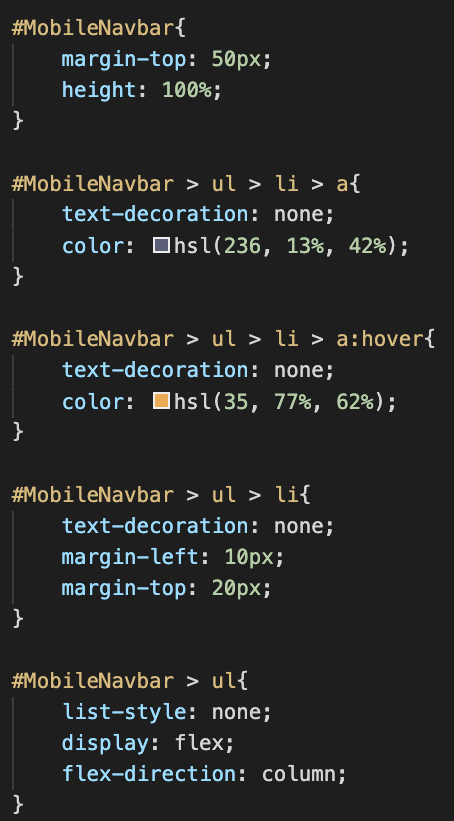 #MobileNavbar{
    margin-top: 50px;
    height: 100%;
}

#MobileNavbar > ul > li > a{
    text-decoration: none;
    color: hsl(236, 13%, 42%);
}

#MobileNavbar > ul > li > a:hover{
    text-decoration: none;
    color: hsl(35, 77%, 62%);
}

#MobileNavbar > ul > li{
    text-decoration: none;
    margin-left: 10px;
    margin-top: 20px;
}

#MobileNavbar > ul{
    list-style: none;
    display: flex;
    flex-direction: column;
}